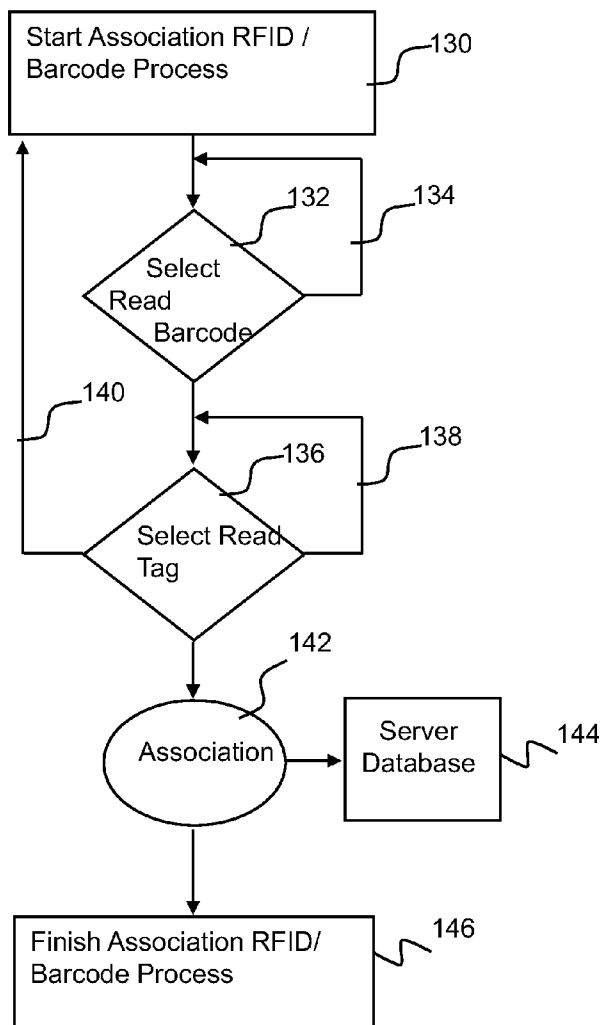 Start Association RFID /
Barcode Process
130
132
134
Select
Read
Barcode
140
136
138
Select Read
Tag
142
Association
Server
Database
144
Finish Association RFID/
Barcode Process
146